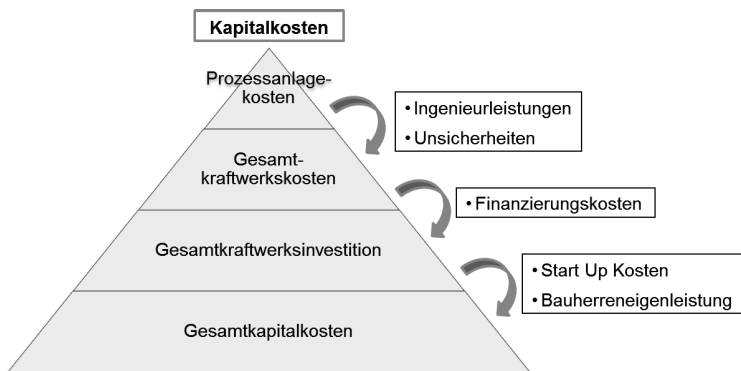 Kapitalkosten
Prozessanlage-
kosten
• Ingenieurleistungen
• Unsicherheiten
Gesamt-
kraftwerkskosten
• Finanzierungskosten
Gesamtkraftwerksinvestition
• Start Up Kosten
• Bauherreneigenleistung
Gesamtkapitalkosten